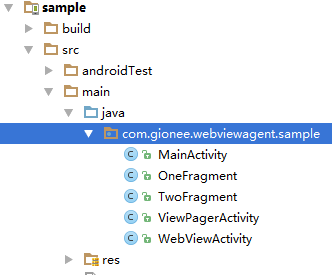 sample
build
src
androidTest
main
java
com.gionee.webviewagent.sample
MainActivity
OneFragment
TwoFragment
ViewPagerActivity
WebViewActivity
res